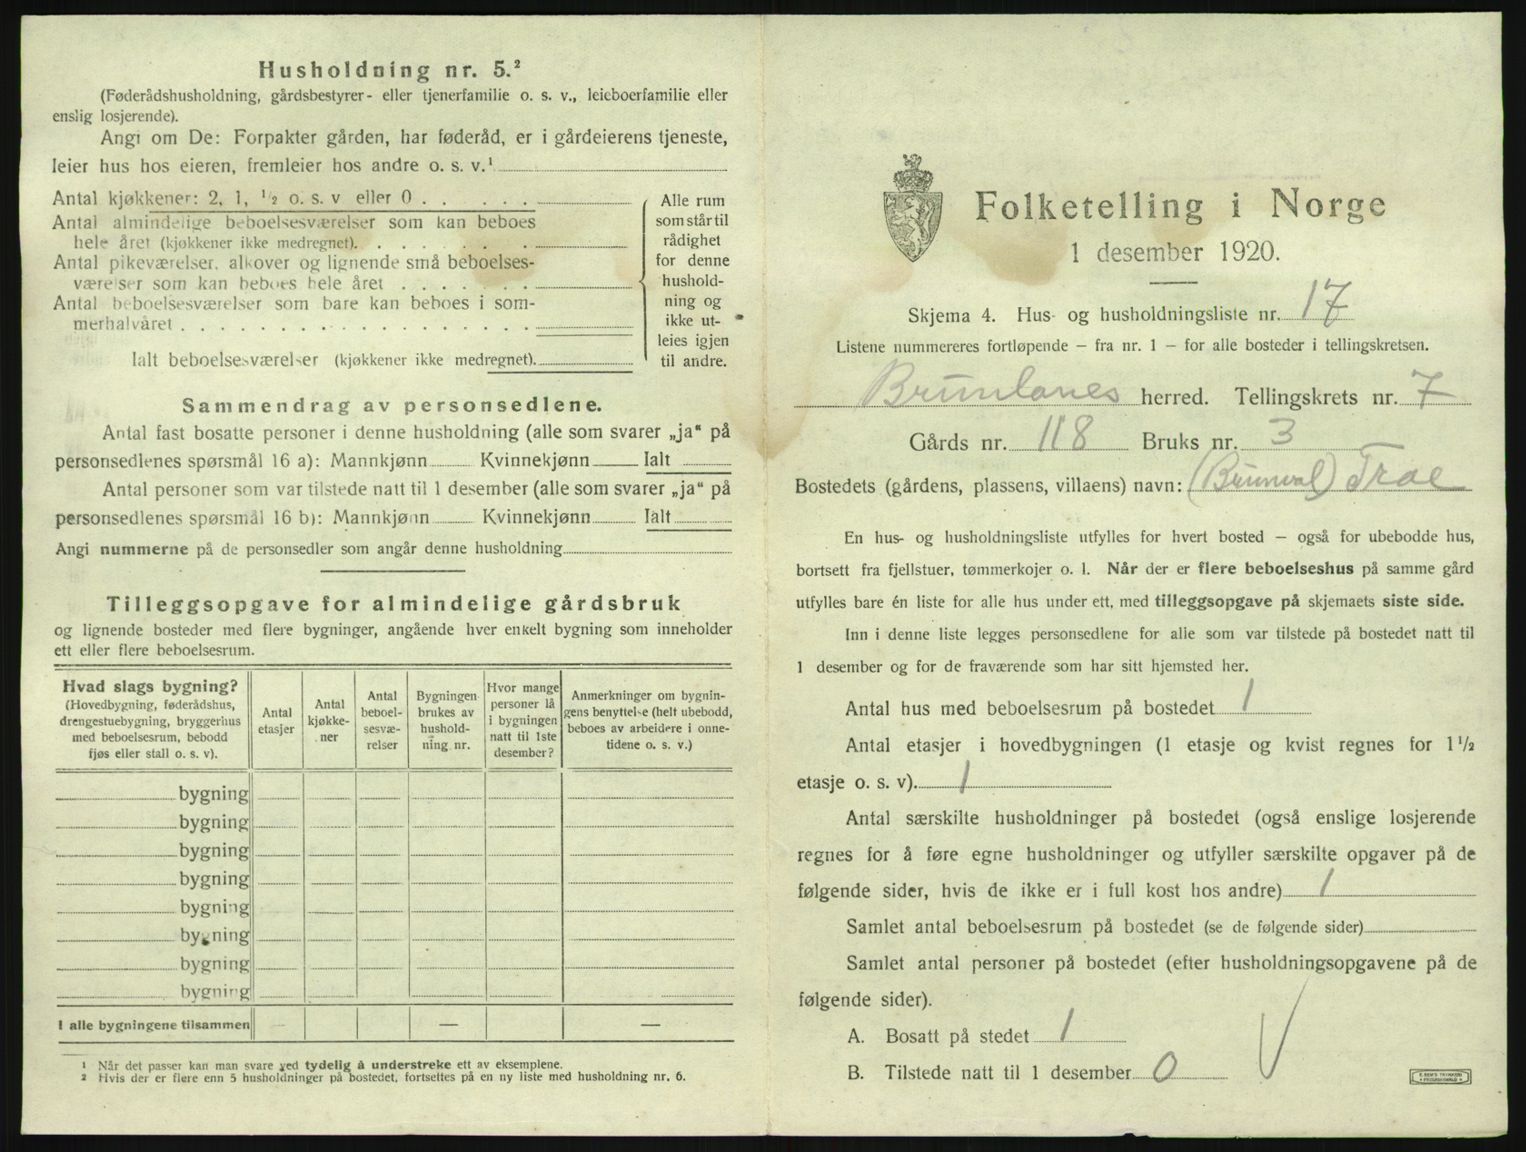 Husholdning nr. 5.²
(Føderådshusholdning, gårdsbestyrer- eller tjenerfamilie o. s. v., leieboerfamilie eller
enslig losjerende).
Angi om De: Forpakter gården, har føderåd, er i gårdeierens tjeneste,
leier hus hos eieren, fremleier hos andre o. s. v.¹
Antal kjøkkener: 2, 1, ½ o. s. v eller 0
Antal almindelige beboelsesværelser som kan beboes
hele året (kjøkkener ikke medregnet).
Antal pikeværelser, alkover og lignende små beboelses-
værelser som kan beboes hele året
Antal beboelsesværelser som bare kan beboes i som-
merhalvåret
Ialt beboelsesværelser (kjøkkener ikke medregnet).
Alle rum
som står til
rådighet
for denne
hushold-
ning og
ikke ut-
leies igjen
til andre.
Sammendrag av personsedlene.
Antal fast bosatte personer i denne husholdning (alle som svarer „ja“ på
personsedlenes spørsmål 16 a): Mannkjønn Kvinnekjønn Ialt
Antal personer som var tilstede natt til 1 desember (alle som svarer „ja“ på
personsedlenes spørsmål 16 b): Mannkjønn Kvinnekjønn Ialt
Angi nummerne på de personsedler som angår denne husholdning
Tilleggsopgave for almindelige gårdsbruk
og lignende bosteder med flere bygninger, angående hver enkelt bygning som inneholder
ett eller flere beboelsesrum.
Hvad slags bygning?
(Hovedbygning, føderådshus,
drengestuebygning, bryggerhus
med beboelsesrum, bebodd
fjøs eller stall o. s. v).
Antal
etasjer
Antal
kjøkke-
ner
Antal
beboel-
sesvæ-
relser
Bygningen
brukes av
hushold-
ning nr.
Hvor mange
personer lå
i bygningen
natt til 1ste
desember?
Anmerkninger om bygnin-
gens benyttelse (helt ubebodd,
beboes av arbeidere i onne-
tidene o. s. v.)
bygning
bygning
bygning
bygning
bygning
bygning
bygning
bygning
I alle bygningene tilsammen — — —
¹ Når det passer kan man svare ved tydelig å understreke ett av eksemplene.
² Hvis der er flere enn 5 husholdninger på bostedet, fortsettes på en ny liste med husholdning nr. 6.
Folketelling i Norge
1 desember 1920.
Skjema 4. Hus- og husholdningsliste nr. 17
Listene nummereres fortløpende – fra nr. 1 – for alle bosteder i tellingskretsen.
Brunlanes herred. Tellingskrets nr. 7
Gårds nr. 118 Bruks nr. 3
Bostedets (gårdens, plassens, villaens) navn: (Brunval) Troe
En hus- og husholdningsliste utfylles for hvert bosted – også for ubebodde hus,
bortsett fra fjellstuer, tømmerkojer o. l. Når der er flere beboelseshus på samme gård
utfylles bare én liste for alle hus under ett, med tilleggsopgave på skjemaets siste side.
Inn i denne liste legges personsedlene for alle som var tilstede på bostedet natt til
1 desember og for de fraværende som har sitt hjemsted her.
Antal hus med beboelsesrum på bostedet 1
Antal etasjer i hovedbygningen (1 etasje og kvist regnes for 1½
etasje o. s. v). 1
Antal særskilte husholdninger på bostedet (også enslige losjerende
regnes for å føre egne husholdninger og utfyller særskilte opgaver på de
følgende sider, hvis de ikke er i full kost hos andre) 1
Samlet antal beboelsesrum på bostedet (se de følgende sider)
Samlet antal personer på bostedet (efter husholdningsopgavene på de
følgende sider).
A. Bosatt på stedet 1
B. Tilstede natt til 1 desember 0